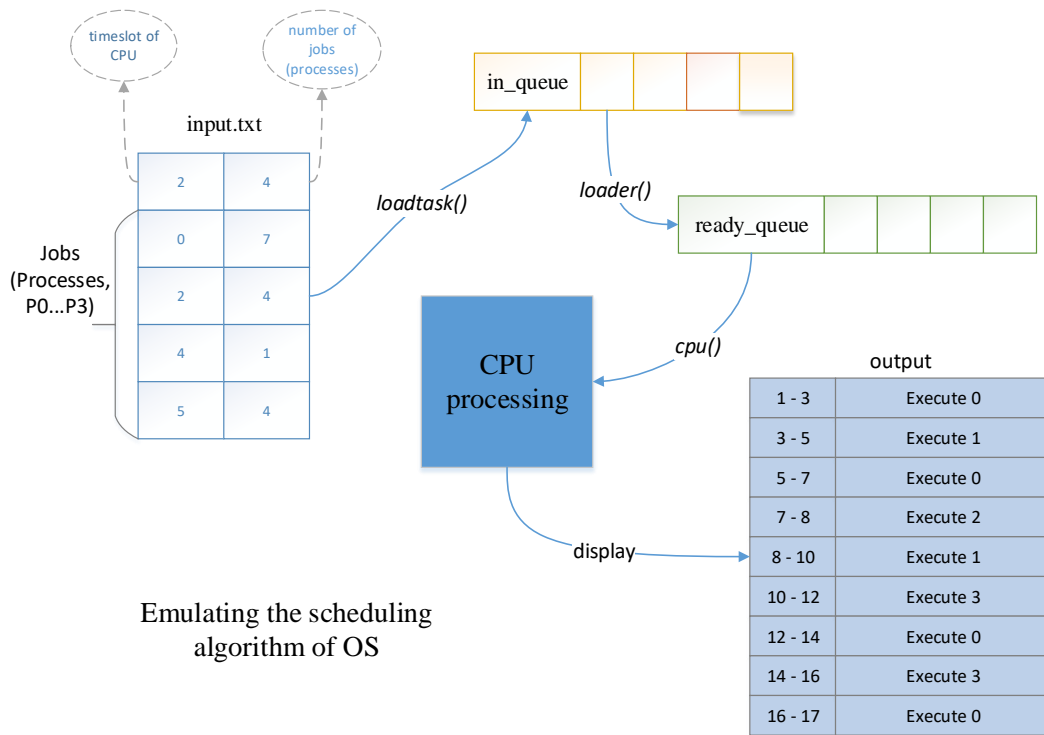 timeslot of
CPU
number of
jobs
(processes)
input.txt
2 4
0 7
2 4
4 1
5 4
Jobs
(Processes,
P0...P3)
loadtask()
in_queue
loader()
ready_queue
cpu()
CPU
processing
display
output
1 - 3 Execute 0
3 - 5 Execute 1
5 - 7 Execute 0
7 - 8 Execute 2
8 - 10 Execute 1
10 - 12 Execute 3
12 - 14 Execute 0
14 - 16 Execute 3
16 - 17 Execute 0
Emulating the scheduling
algorithm of OS